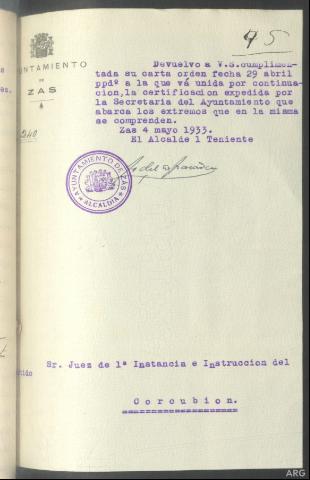 95
AYUNTAMIENTO
DE
ZAS
Devuelvo a V.S.cumplimen-
tada su carta orden fecha 29 abril
ppdº a la que vá unida por continua-
cion,la certificacion expedida por
la Secretaria del Ayuntamiento que
abarca los extremos que en la misma
se comprenden.
Zas 4 mayo 1933.
El Alcalde 1 Teniente
AYUNTAMIENTO DE ZAS
ALCALDIA
Sr. Juez de 1ª Instancia e Instruccion del
Corcubion.
ARG